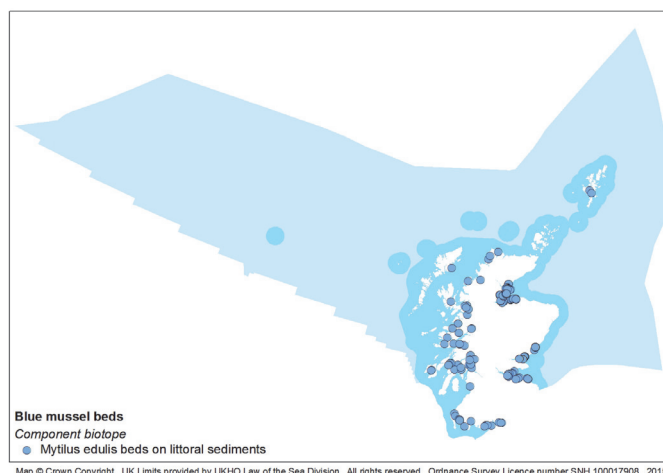 Blue mussel beds
Component biotope
Mytilus edulis beds on littoral sediments
Map © Crown Copyright. UK Limits provided by UKHO Law of the Sea Division. All rights reserved. Ordnance Survey Licence number SNH 100017908